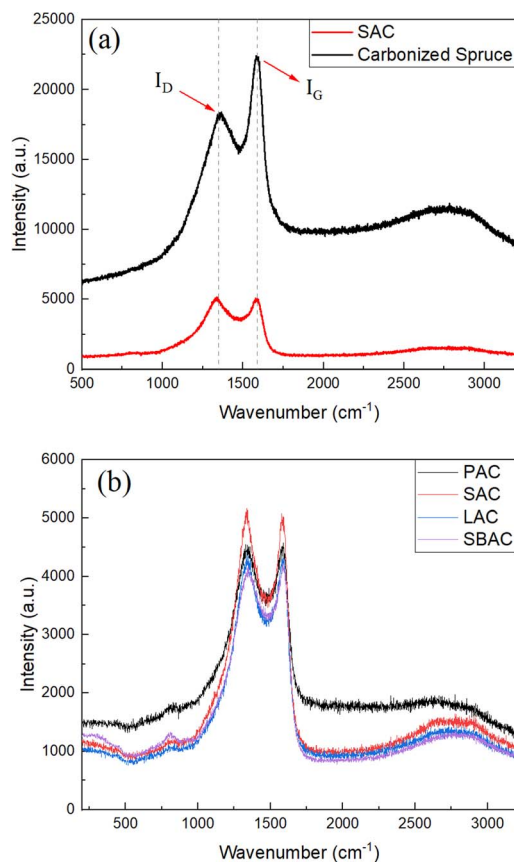 (a)
SAC
Carbonized Spruce
I_D
I_G
25000
20000
15000
10000
5000
0
Intensity (a.u.)
500 1000 1500 2000 2500 3000
Wavenumber (cm⁻¹)
(b)
PAC
SAC
LAC
SBAC
6000
5000
4000
3000
2000
1000
0
Intensity (a.u.)
500 1000 1500 2000 2500 3000
Wavenumber (cm⁻¹)